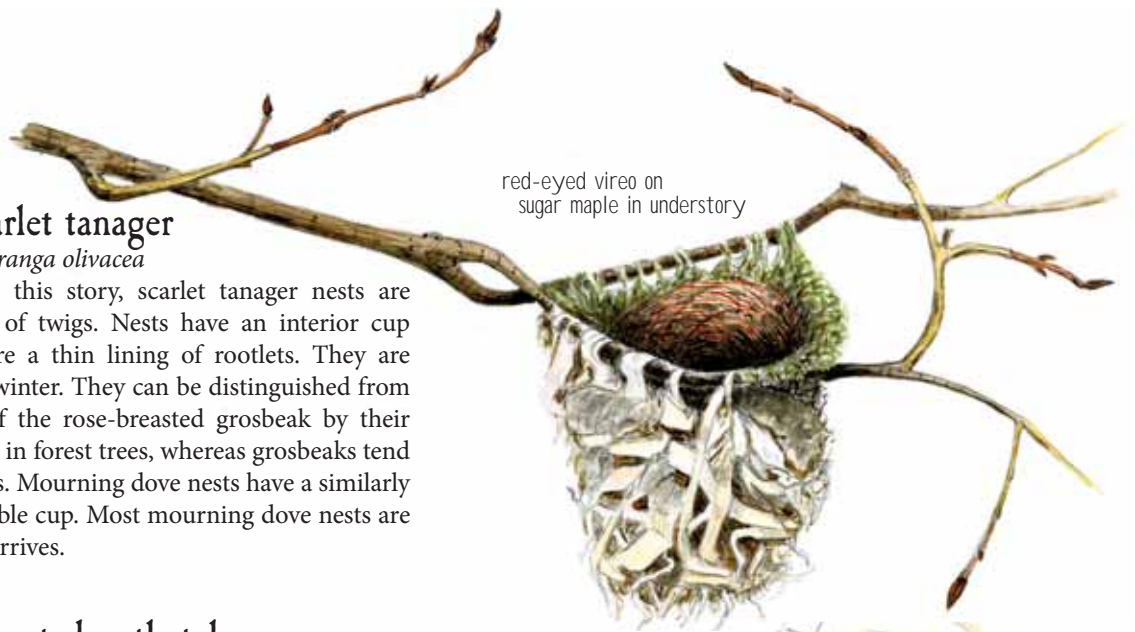 red-eyed vireo on
sugar maple in understory
arlet tanager
ranga olivacea
this story, scarlet tanager nests are
of twigs. Nests have an interior cup
re a thin lining of rootlets. They are
winter. They can be distinguished from
f the rose-breasted grosbeak by their
in forest trees, whereas grosbeaks tend
s. Mourning dove nests have a similarly
ble cup. Most mourning dove nests are
rrives.